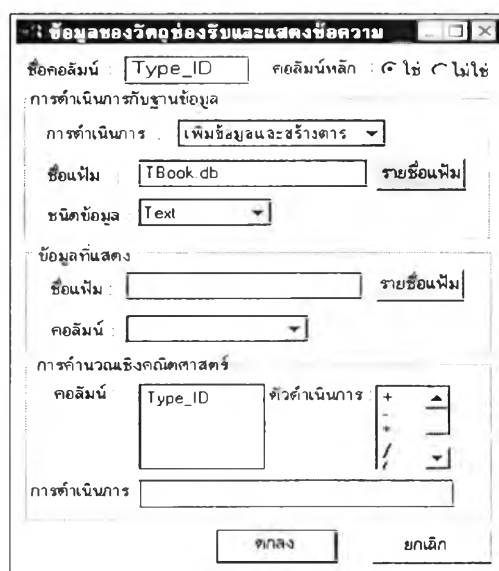 ข้อมูลของวัตถุช่องรับและแสดงข้อความ
ชื่อคอลัมน์ : Type_ID คอลัมน์หลัก : ใช่ ไม่ใช่
การดำเนินการกับฐานข้อมูล
การดำเนินการ : เพิ่มข้อมูลและสร้างตาร
ชื่อแฟ้ม : TBook.db รายชื่อแฟ้ม
ชนิดข้อมูล : Text
ข้อมูลที่แสดง
ชื่อแฟ้ม : รายชื่อแฟ้ม
คอลัมน์ :
การคำนวณเชิงคณิตศาสตร์
คอลัมน์ Type_ID ตัวดำเนินการ : +
-
*
/
(
การดำเนินการ
ตกลง ยกเลิก